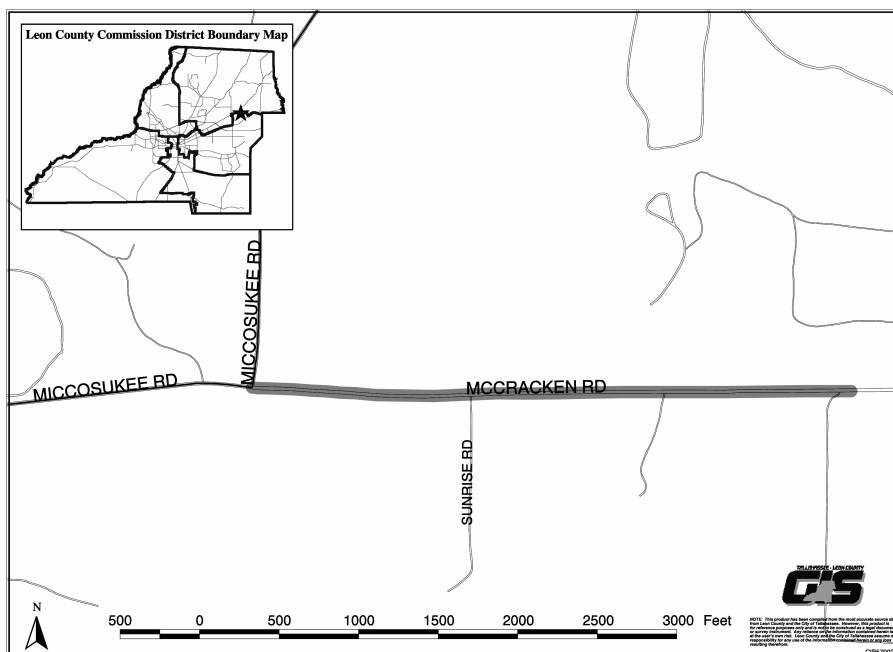 Leon County Commission District Boundary Map
MICCOSUKEE RD
MICCOSUKEE RD
MCCRACKEN RD
SUNRISE RD
N
500 0 500 1000 1500 2000 2500 3000 Feet
TALLAHASSEE - LEON COUNTY
GIS
NOTE: This product has been compiled from the most accurate source
from Leon County and the City of Tallahassee. However, this product is
for reference purposes only and is not to be construed as a legal
or survey instrument. Any reliance on the information contained herein is
at the user's own risk. Leon County and the City of Tallahassee assume
responsibility for any use of the information contained herein or any loss
resulting therefrom.